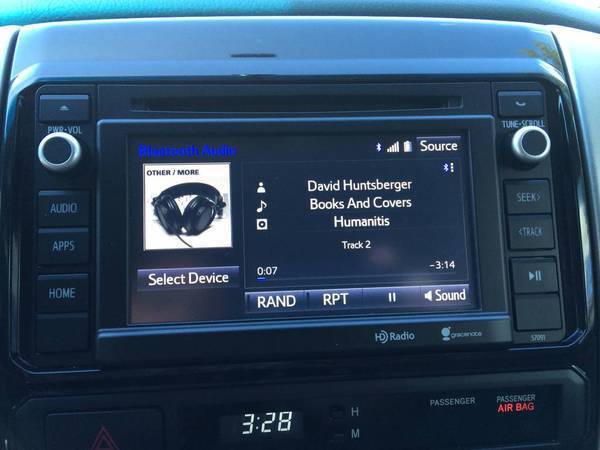 PWR•VOL
TUNE•SCROLL
Bluetooth Audio
Source
OTHER / MORE
David Huntsberger
Books And Covers
Humanitis
Track 2
0:07
-3:14
Select Device
RAND
RPT
Sound
AUDIO
APPS
HOME
SEEK>
<TRACK
HD Radio
gracenote
57091
PASSENGER
PASSENGER
AIR BAG
3:28
H
M